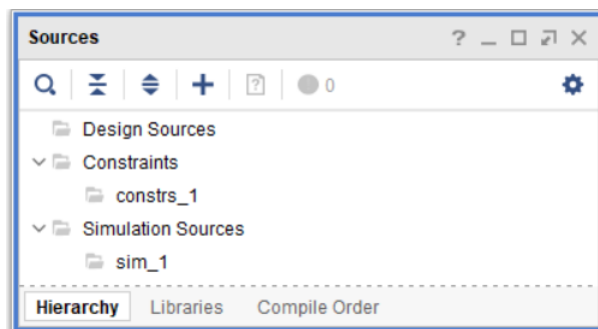 Sources
? 
0
Design Sources
Constraints
constrs_1
Simulation Sources
sim_1
Hierarchy Libraries Compile Order